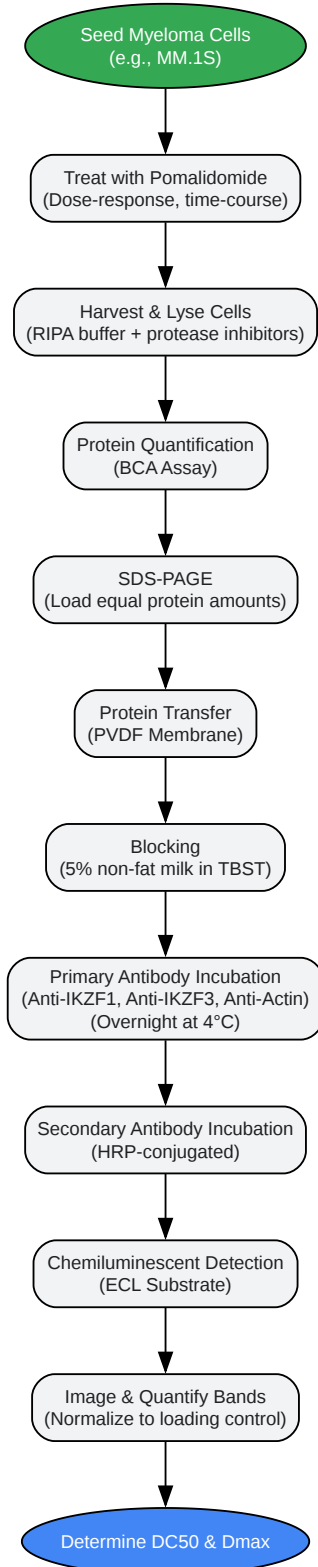 Seed Myeloma Cells
(e.g., MM.1S)
Treat with Pomalidomide
(Dose-response, time-course)
Harvest & Lyse Cells
(RIPA buffer + protease inhibitors)
Protein Quantification
(BCA Assay)
SDS-PAGE
(Load equal protein amounts)
Protein Transfer
(PVDF Membrane)
Blocking
(5% non-fat milk in TBST)
Primary Antibody Incubation
(Anti-IKZF1, Anti-IKZF3, Anti-Actin)
(Overnight at 4°C)
Secondary Antibody Incubation
(HRP-conjugated)
Chemiluminescent Detection
(ECL Substrate)
Image & Quantify Bands
(Normalize to loading control)
Determine DC50 & Dmax